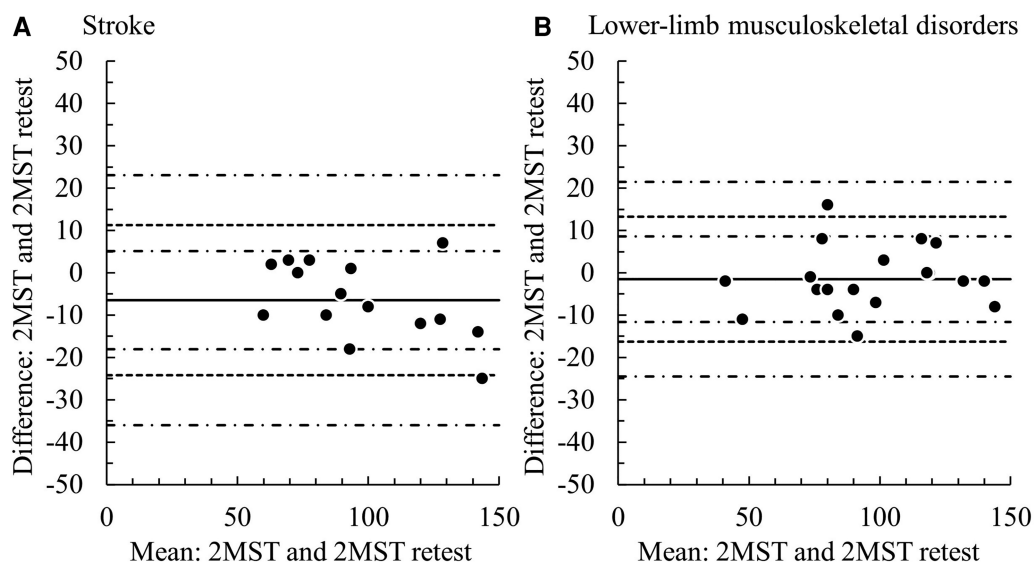 A Stroke
Difference: 2MST and 2MST retest
50
40
30
20
10
0
-10
-20
-30
-40
-50
0 50 100 150
Mean: 2MST and 2MST retest
B Lower-limb musculoskeletal disorders
Difference: 2MST and 2MST retest
50
40
30
20
10
0
-10
-20
-30
-40
-50
0 50 100 150
Mean: 2MST and 2MST retest